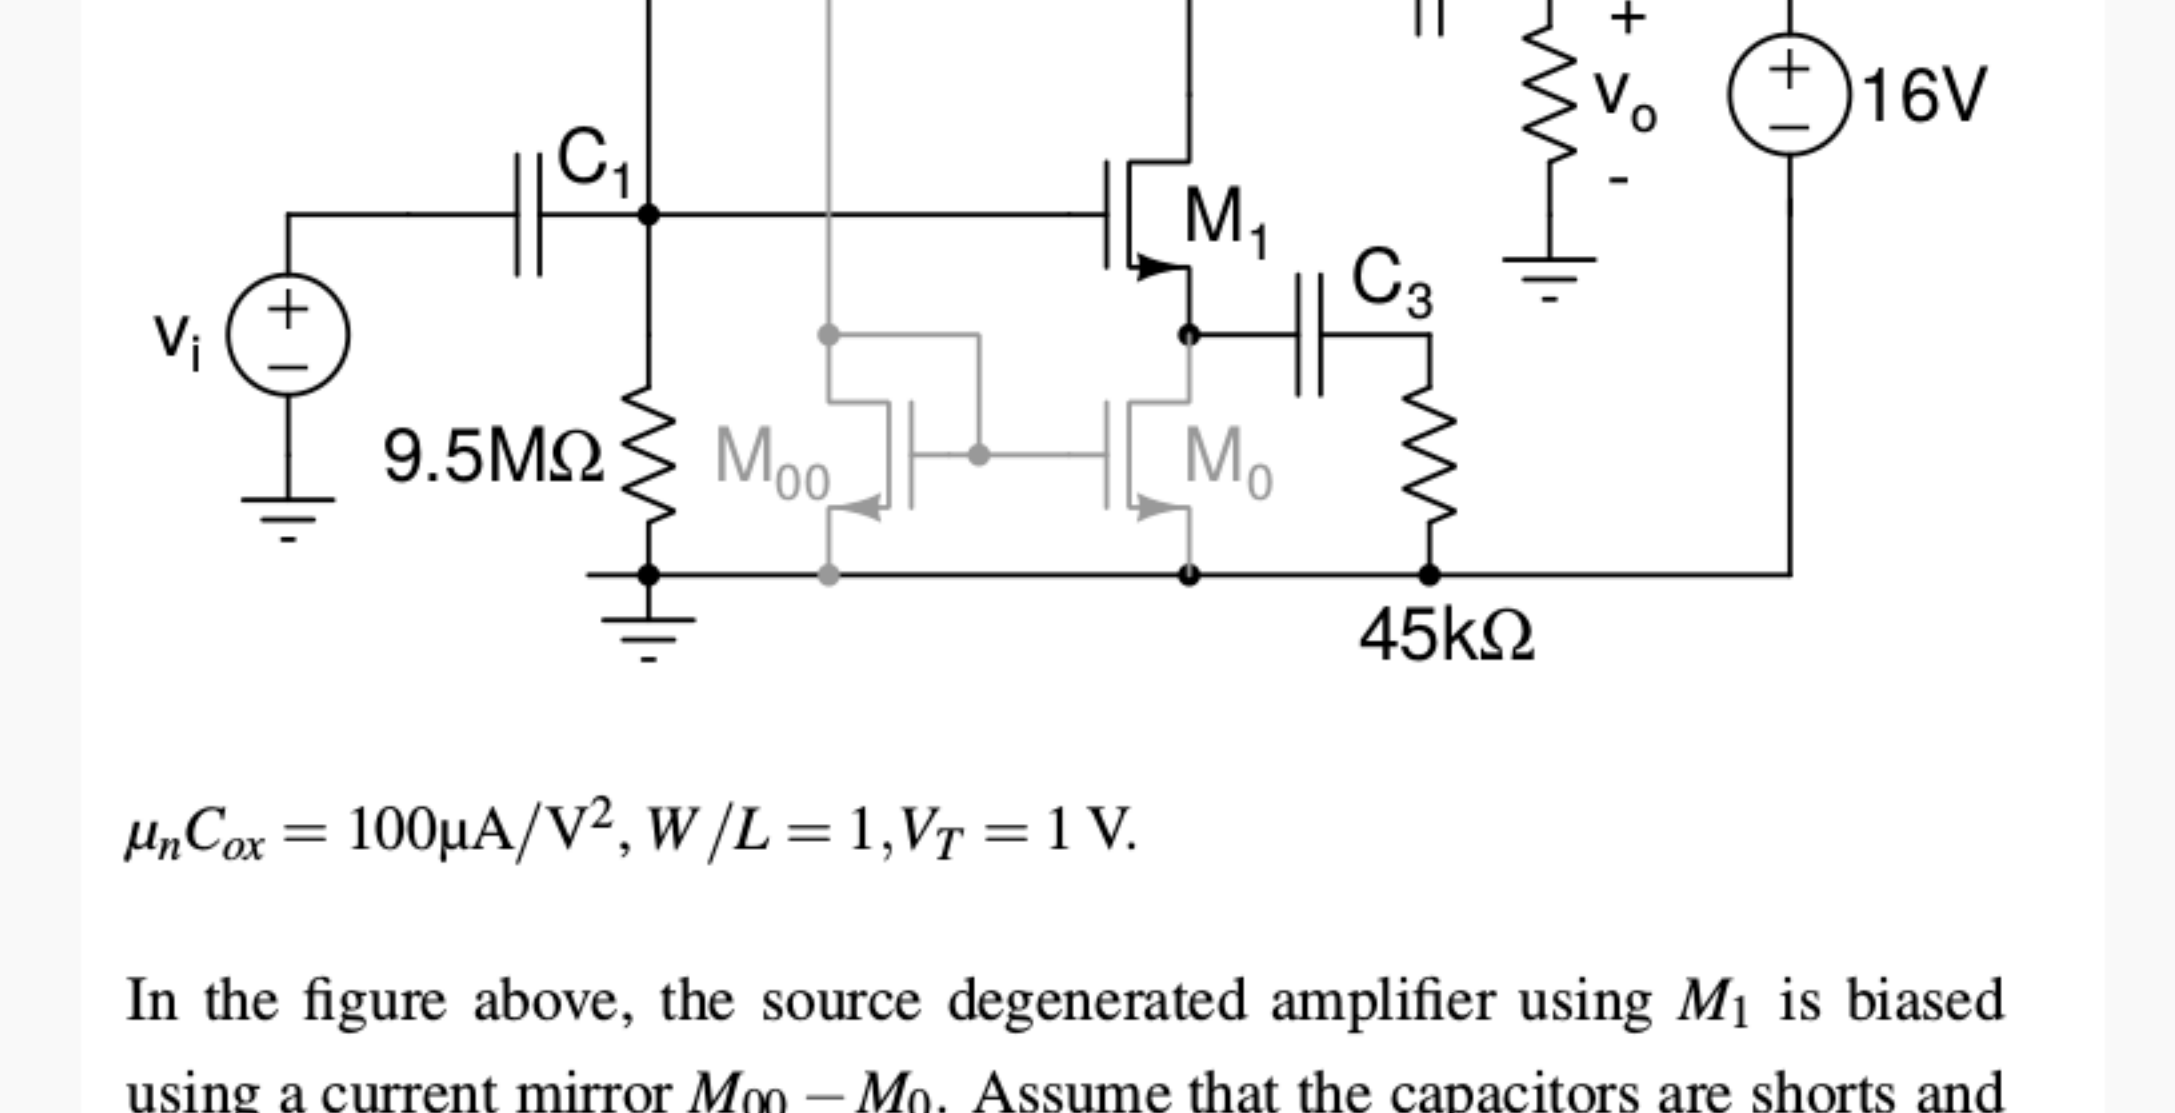 +
vo
-
+
−
16V
C1
M1
C3
vi
+
−
9.5MΩ
M00
M0
45kΩ
-
-
-
μnCox = 100μA/V², W/L = 1, VT = 1 V.
In the figure above, the source degenerated amplifier using M1 is biased
using a current mirror M00 − M0. Assume that the capacitors are shorts and